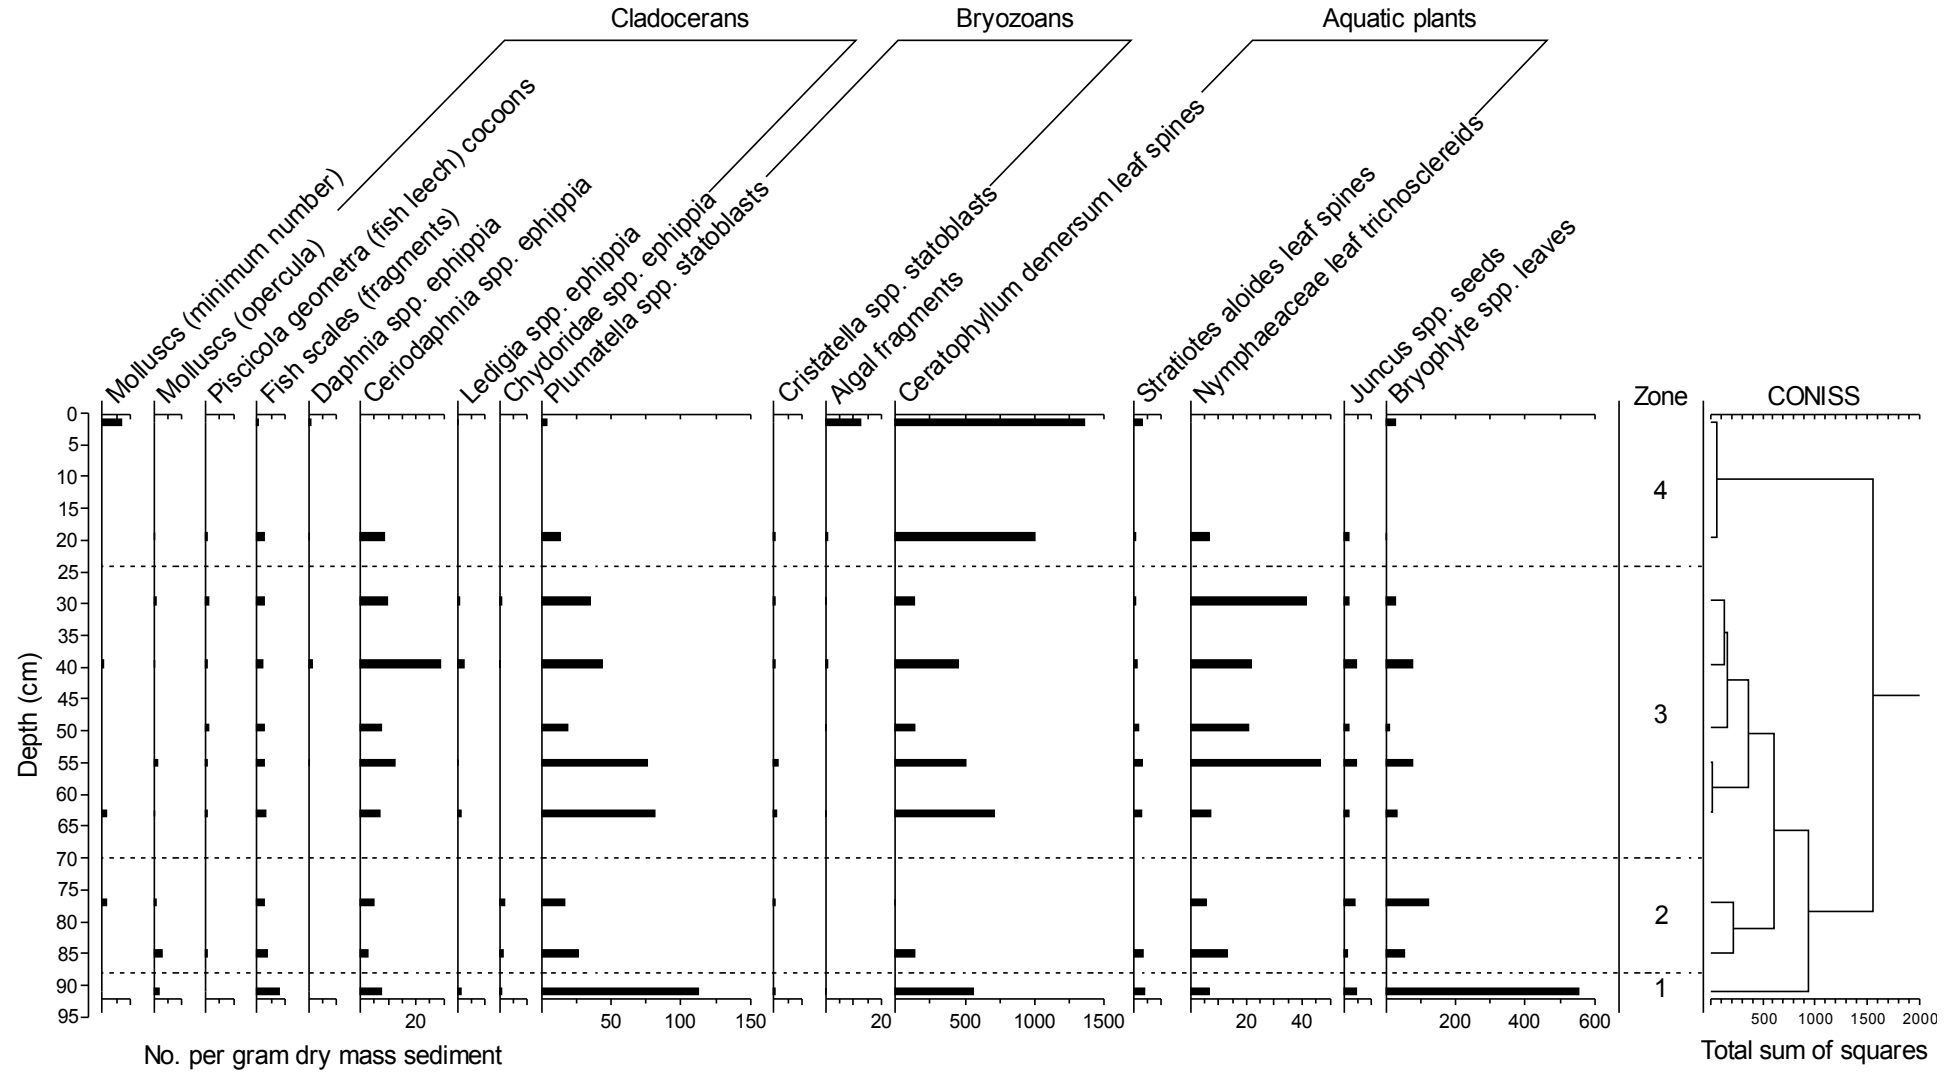 Cladocerans Bryozoans Aquatic plants
Molluscs (minimum number)
Molluscs (opercula)
Piscicola geometra (fish leech) cocoons
Fish scales (fragments)
Daphnia spp. ephippia
Ceriodaphnia spp. ephippia
Ledigia spp. ephippia
Chydoridae spp. ephippia
Plumatella spp. statoblasts
Cristatella spp. statoblasts
Algal fragments
Ceratophyllum demersum leaf spines
Stratiotes aloides leaf spines
Nymphaeaceae leaf trichosclereids
Juncus spp. seeds
Bryophyte spp. leaves
Zone CONISS
Depth (cm)
0
5
10
15
20
25
30
35
40
45
50
55
60
65
70
75
80
85
90
95
4
3
2
1
20 50 100 150 20 500 1000 1500 20 40 200 400 600 500 1000 1500 2000
No. per gram dry mass sediment Total sum of squares